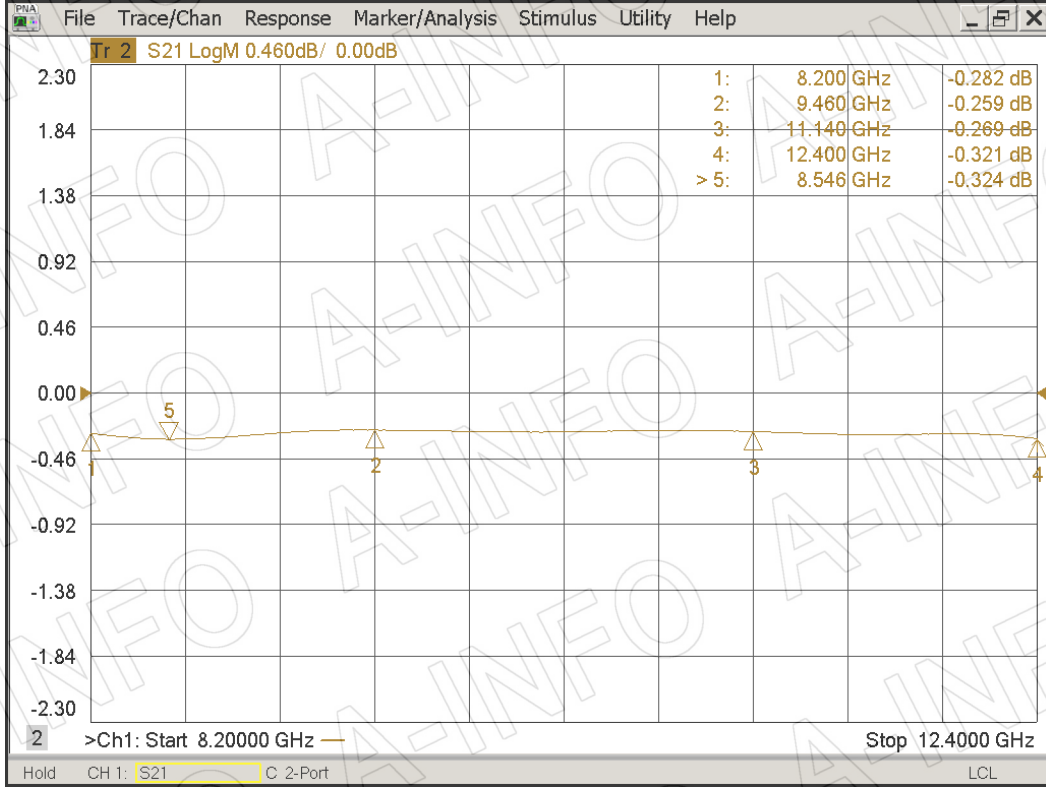 PNA File Trace/Chan Response Marker/Analysis Stimulus Utility Help
Tr 2 S21 LogM 0.460dB/ 0.00dB
2.30
1: 8.200 GHz -0.282 dB
2: 9.460 GHz -0.259 dB
1.84
3: 11.140 GHz -0.269 dB
4: 12.400 GHz -0.321 dB
> 5: 8.546 GHz -0.324 dB
1.38
0.92
0.46
0.00
5
-0.46
1 2 3 4
-0.92
-1.38
-1.84
-2.30
2 >Ch1: Start 8.20000 GHz Stop 12.4000 GHz
Hold CH 1: S21 C 2-Port LCL
A-INFO
A-INFO
A-INFO
A-INFO
A-INFO
A-INFO